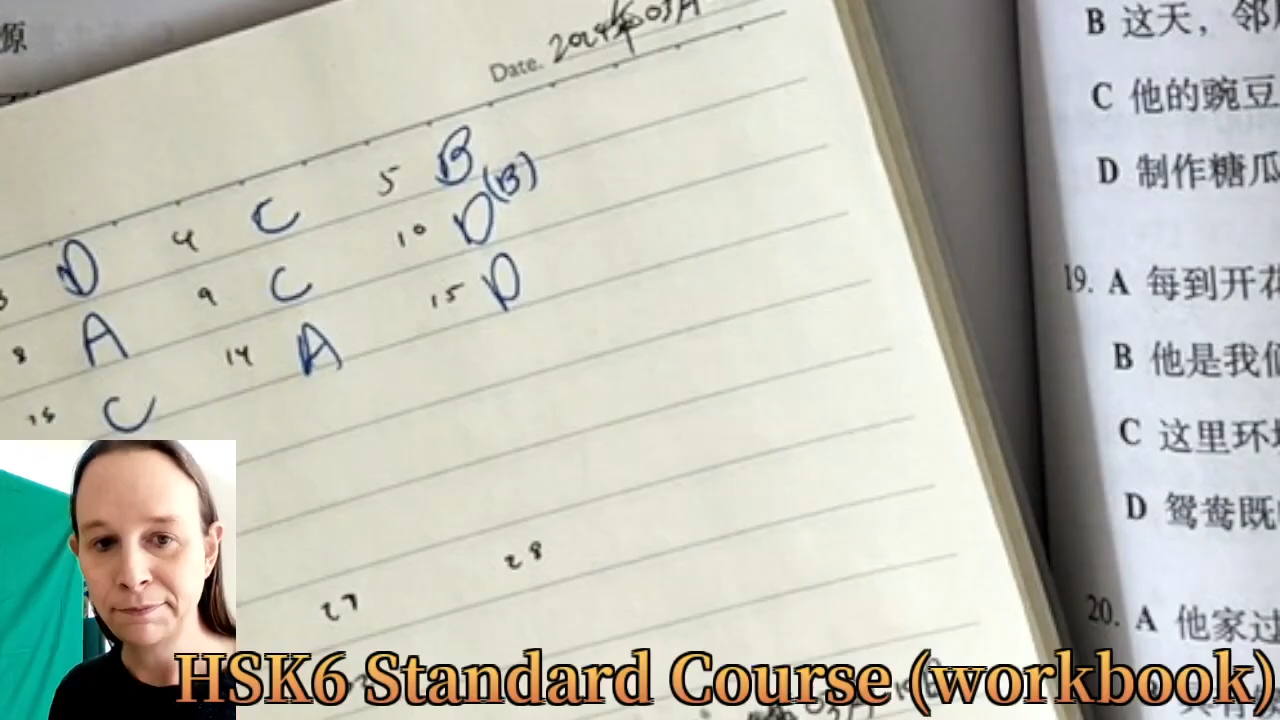 源
Date. 2024年03月
D 4 C 5 B
8 A 9 C 10 D(B)
C 14 A 15 D
27 28
B 这天，邻
C 他的豌豆
D 制作糖瓜
19. A 每到开花
B 他是我们
C 这里环境
D 鸳鸯既
20. A 他家过
HSK6 Standard Course (workbook)